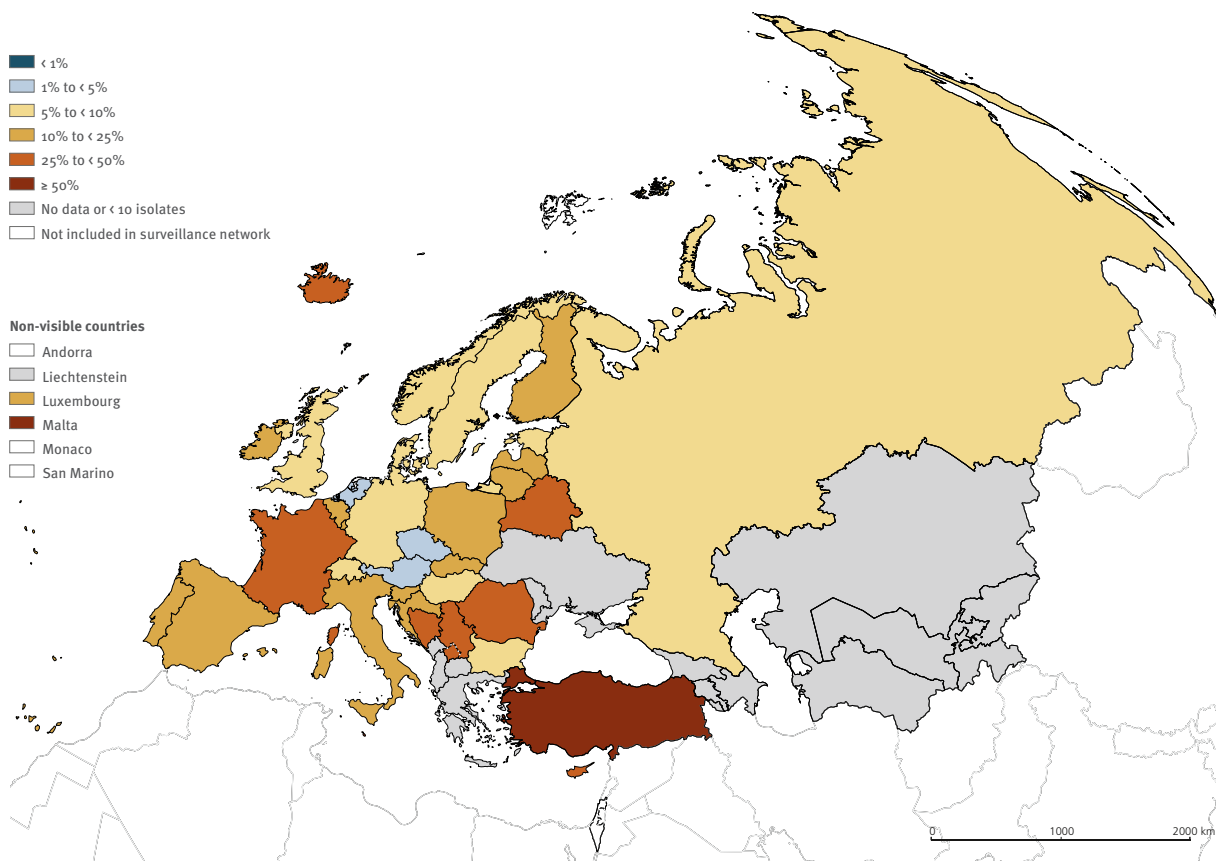 < 1%
1% to < 5%
5% to < 10%
10% to < 25%
25% to < 50%
≥ 50%
No data or < 10 isolates
Not included in surveillance network
Non-visible countries
Andorra
Liechtenstein
Luxembourg
Malta
Monaco
San Marino
0 1000 2000 km